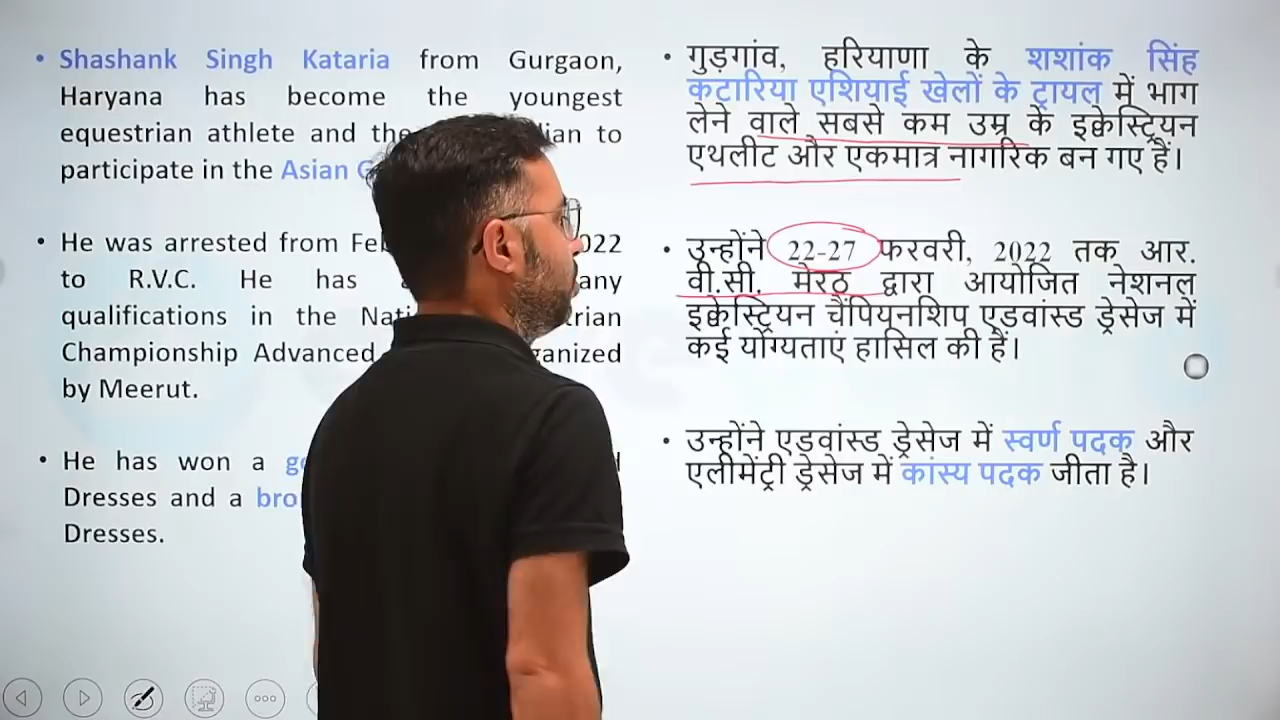 • Shashank Singh Kataria from Gurgaon,
Haryana has become the youngest
equestrian athlete and the to
participate in the Asian
• He was arrested from 2022
to R.V.C. He has
qualifications in the
Championship Advanced
by Meerut.
• He has won a
Dresses and a
Dresses.
• गुड़गांव, हरियाणा के शशांक सिंह
कटारिया एशियाई खेलों के ट्रायल में भाग
लेने वाले सबसे कम उम्र के इक्वेस्ट्रियन
एथलीट और एकमात्र नागरिक बन गए हैं।
• उन्होंने 22-27 फरवरी, 2022 तक आर.
वी.सी. मेरठ द्वारा आयोजित नेशनल
इक्वेस्ट्रियन चैंपियनशिप एडवांस्ड ड्रेसेज में
कई योग्यताएं हासिल की हैं।
• उन्होंने एडवांस्ड ड्रेसेज में स्वर्ण पदक और
एलीमेंट्री ड्रेसेज में कांस्य पदक जीता है।